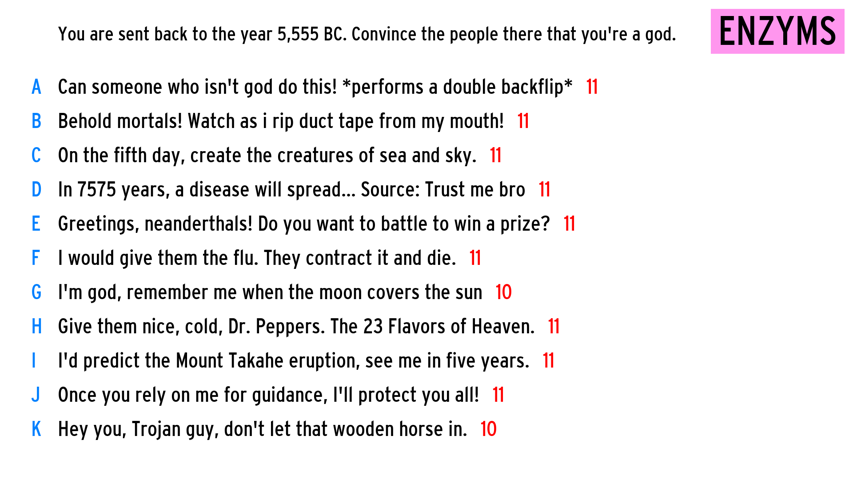 You are sent back to the year 5,555 BC. Convince the people there that you're a god.
ENZYMS
A Can someone who isn't god do this! *performs a double backflip* 11
B Behold mortals! Watch as i rip duct tape from my mouth! 11
C On the fifth day, create the creatures of sea and sky. 11
D In 7575 years, a disease will spread... Source: Trust me bro 11
E Greetings, neanderthals! Do you want to battle to win a prize? 11
F I would give them the flu. They contract it and die. 11
G I'm god, remember me when the moon covers the sun 10
H Give them nice, cold, Dr. Peppers. The 23 Flavors of Heaven. 11
I I'd predict the Mount Takahe eruption, see me in five years. 11
J Once you rely on me for guidance, I'll protect you all! 11
K Hey you, Trojan guy, don't let that wooden horse in. 10